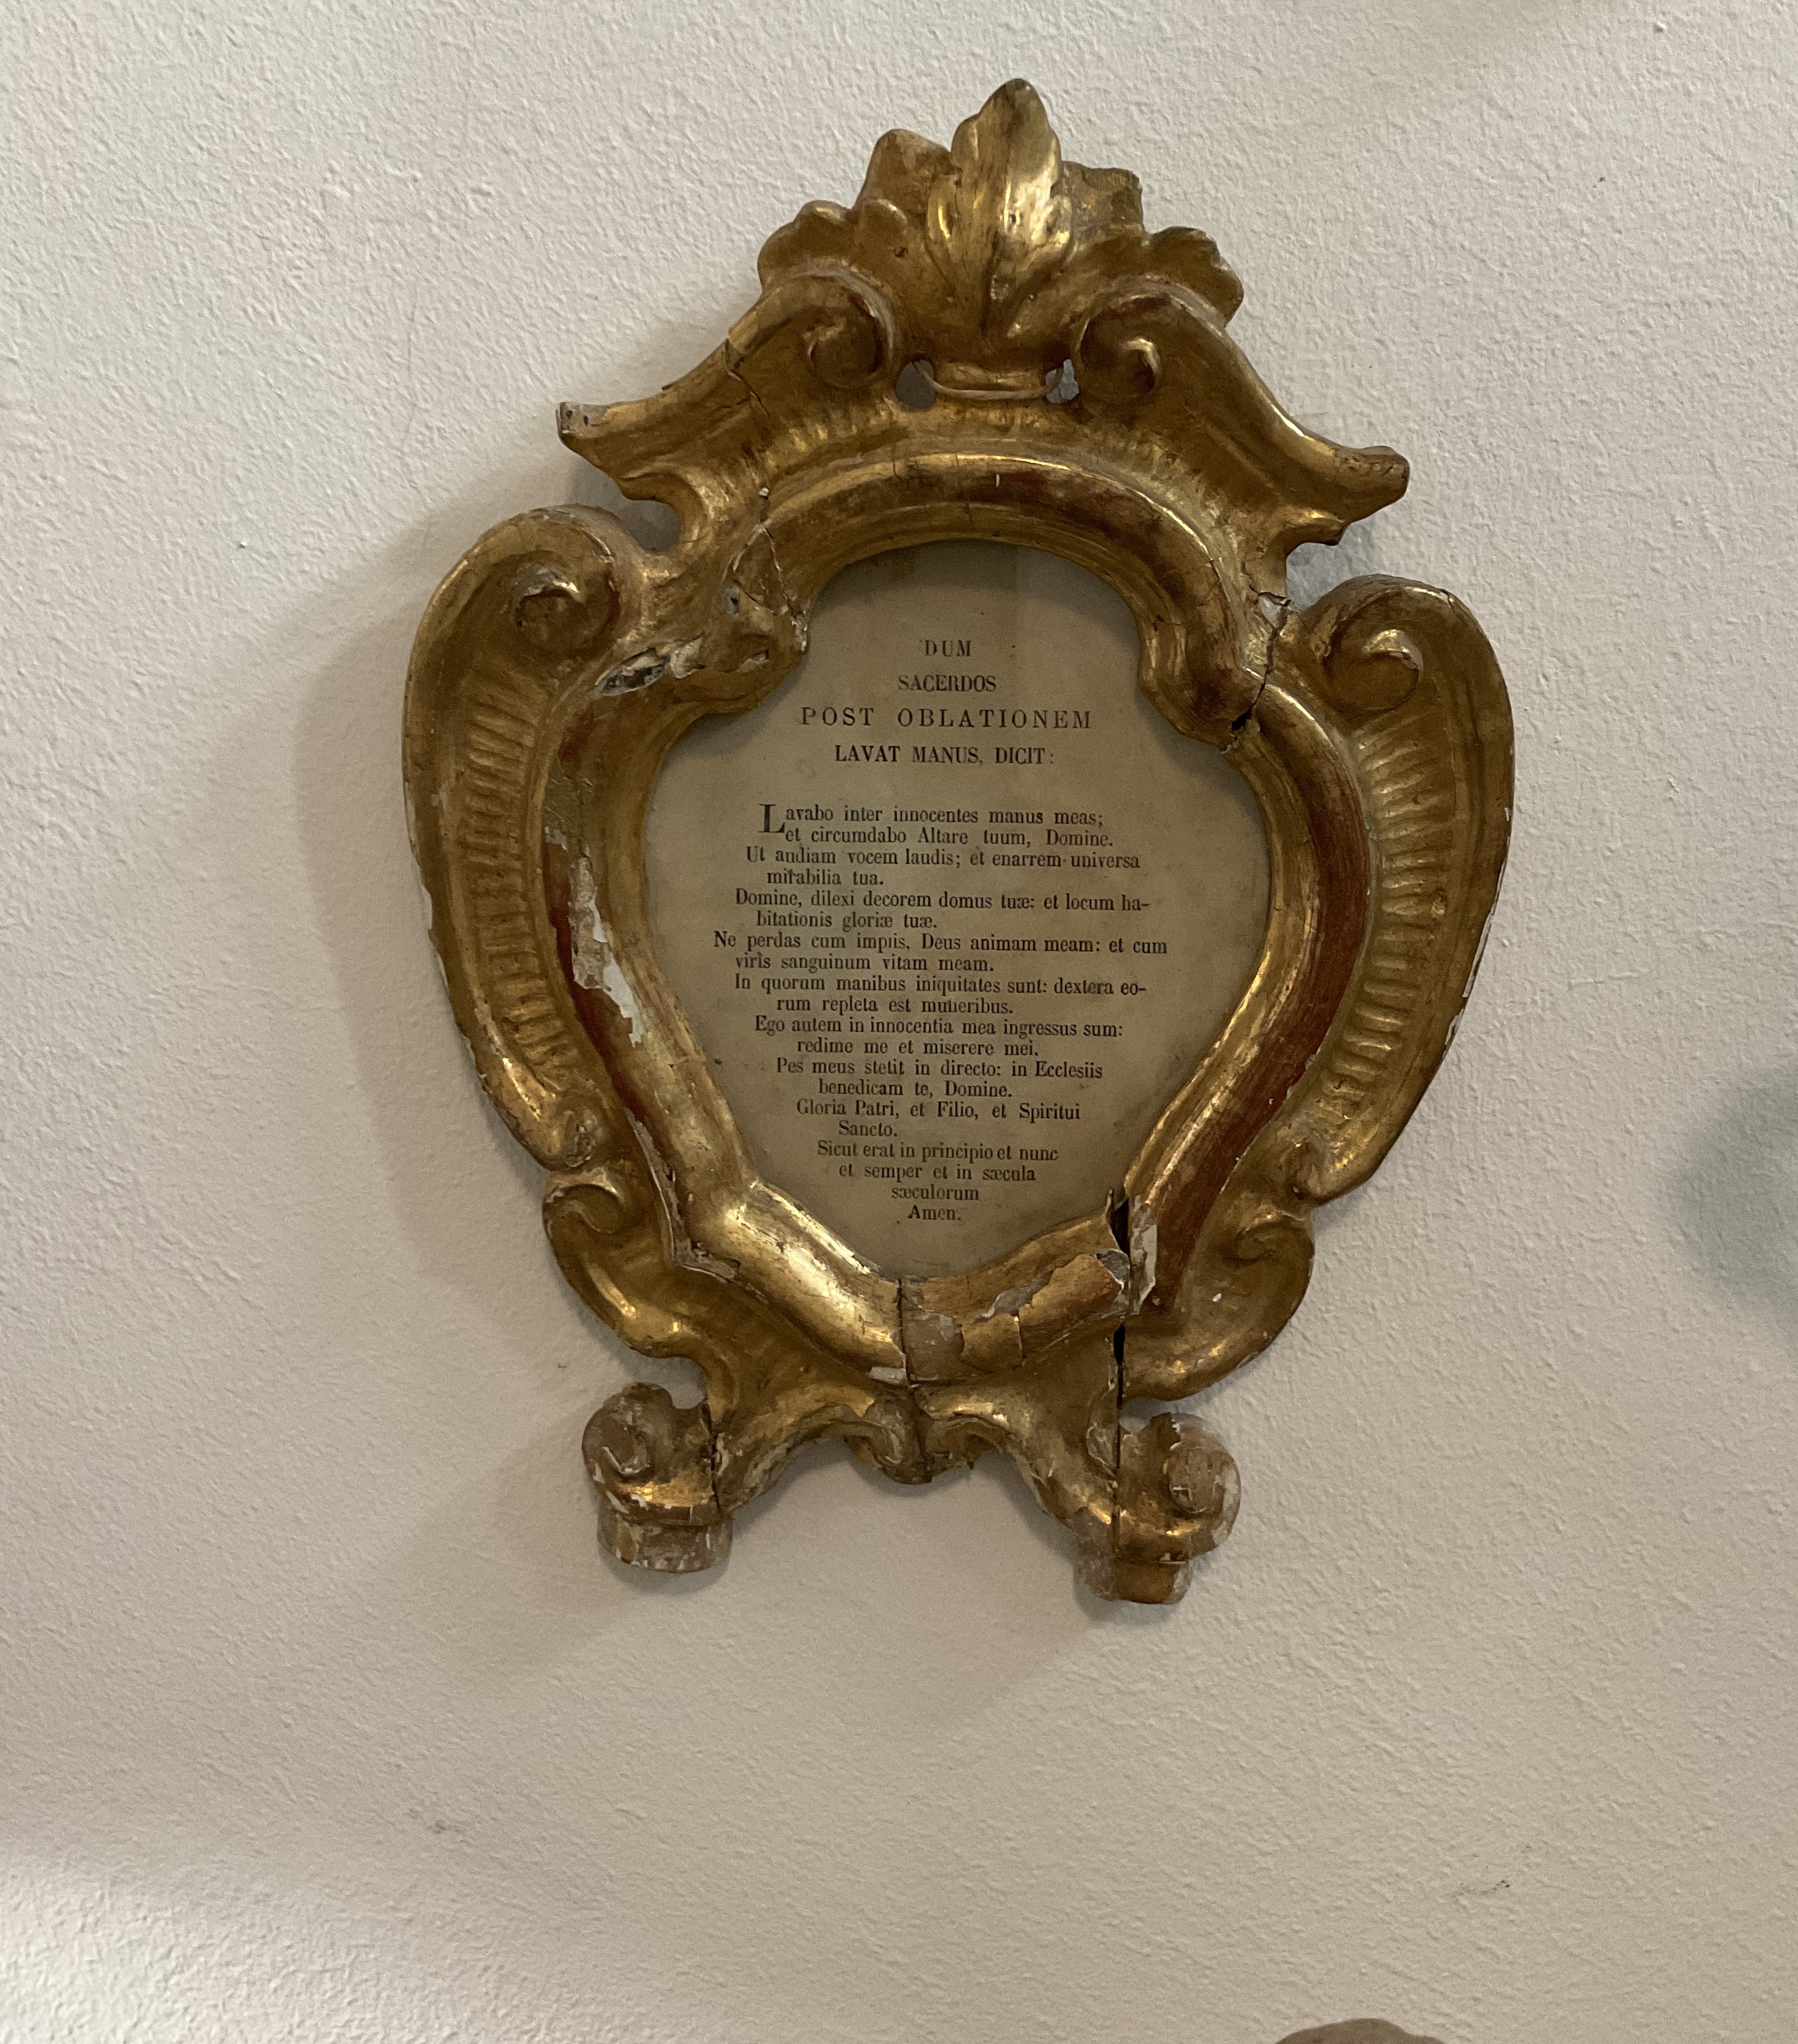 DUM
SACERDOS
POST OBLATIONEM
LAVAT MANUS, DICIT:
Lavabo inter innocentes manus meas;
et circumdabo Altare tuum, Domine.
Ut audiam vocem laudis; et enarrem universa
mirabilia tua.
Domine, dilexi decorem domus tuæ: et locum ha-
bitationis gloriæ tuæ.
Ne perdas cum impiis, Deus animam meam: et cum
viris sanguinum vitam meam.
In quorum manibus iniquitates sunt: dextera eo-
rum repleta est muneribus.
Ego autem in innocentia mea ingressus sum:
redime me et miserere mei.
Pes meus stetit in directo: in Ecclesiis
benedicam te, Domine.
Gloria Patri, et Filio, et Spiritui
Sancto.
Sicut erat in principio et nunc
et semper et in sæcula
sæculorum
Amen.